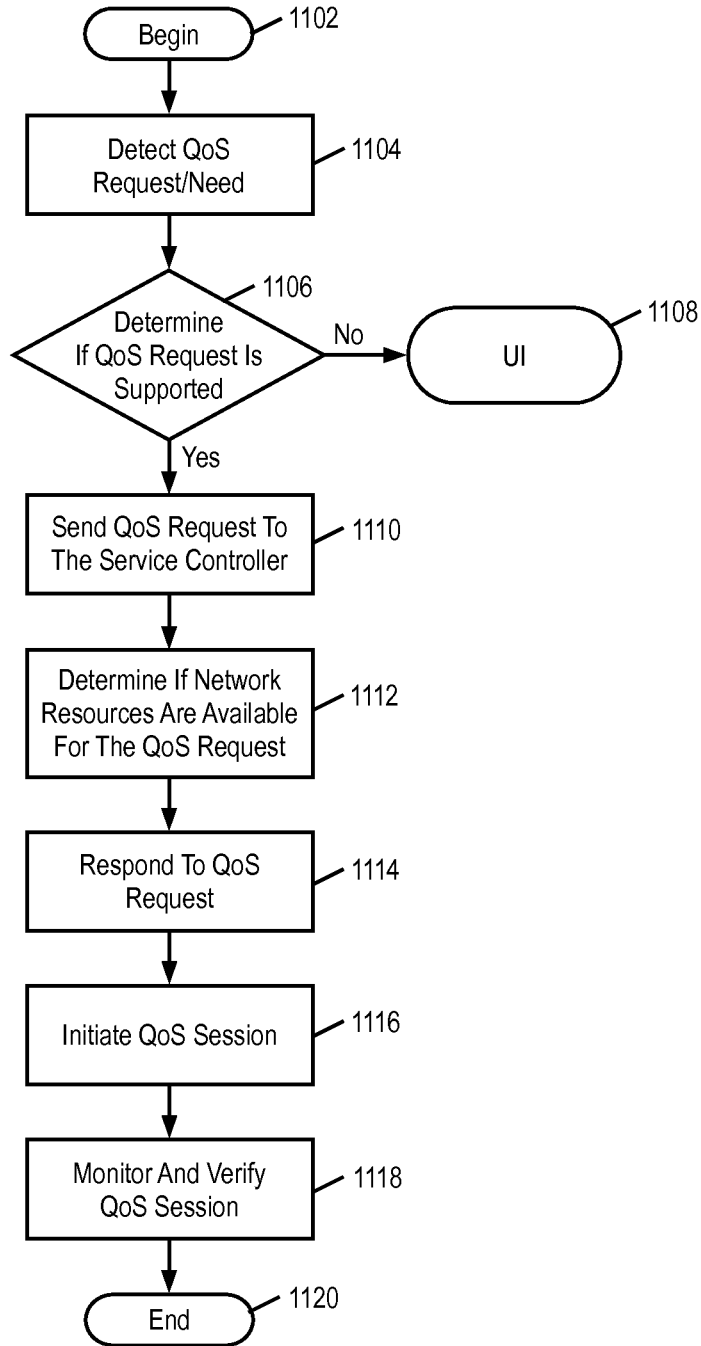 Begin
1102
Detect QoS
Request/Need
1104
1106
Determine
If QoS Request Is
Supported
No
UI
1108
Yes
Send QoS Request To
The Service Controller
1110
Determine If Network
Resources Are Available
For The QoS Request
1112
Respond To QoS
Request
1114
Initiate QoS Session
1116
Monitor And Verify
QoS Session
1118
End
1120